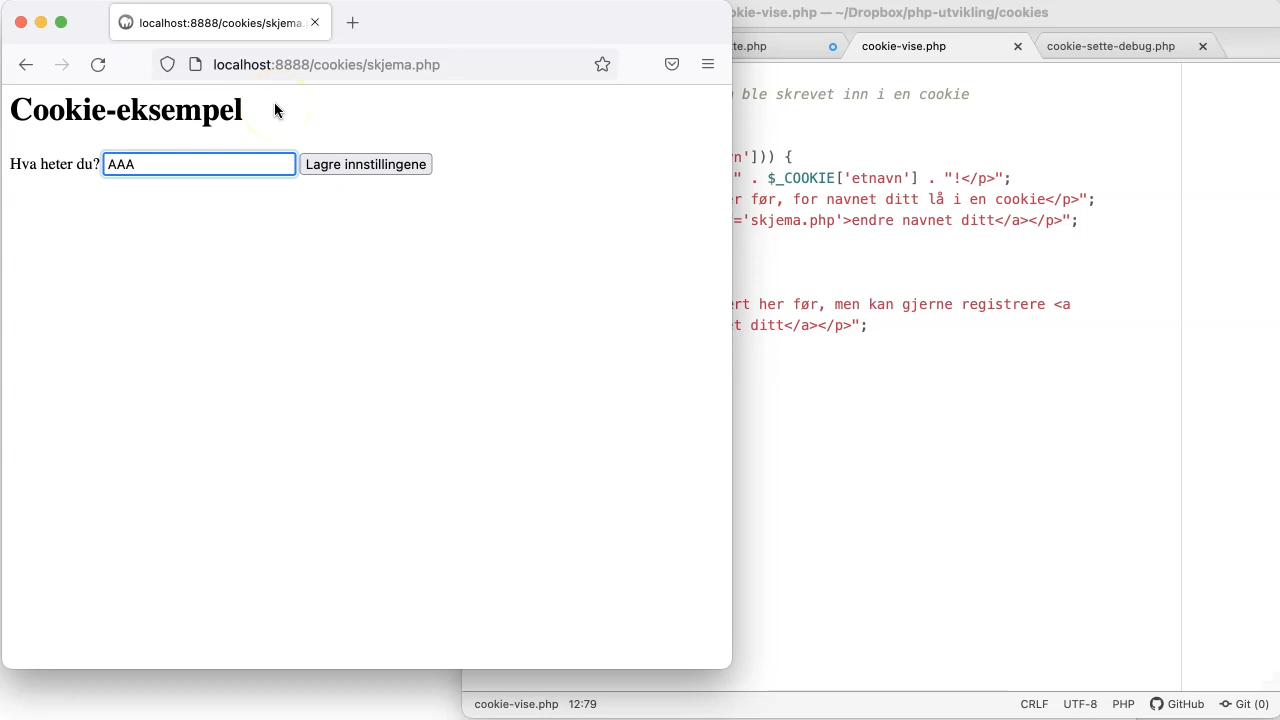 localhost:8888/cookies/skjema.
localhost:8888/cookies/skjema.php
Cookie-eksempel
Hva heter du? AAA Lagre innstillingene
kie-vise.php — ~/Dropbox/php-utvikling/cookies
te.php cookie-vise.php cookie-sette-debug.php
ble skrevet inn i en cookie
n'])) {
" . $_COOKIE['etnavn'] . "!</p>";
r før, for navnet ditt lå i en cookie</p>";
='skjema.php'>endre navnet ditt</a></p>";
ert her før, men kan gjerne registrere <a
t ditt</a></p>";
cookie-vise.php 12:79 CRLF UTF-8 PHP GitHub Git (0)